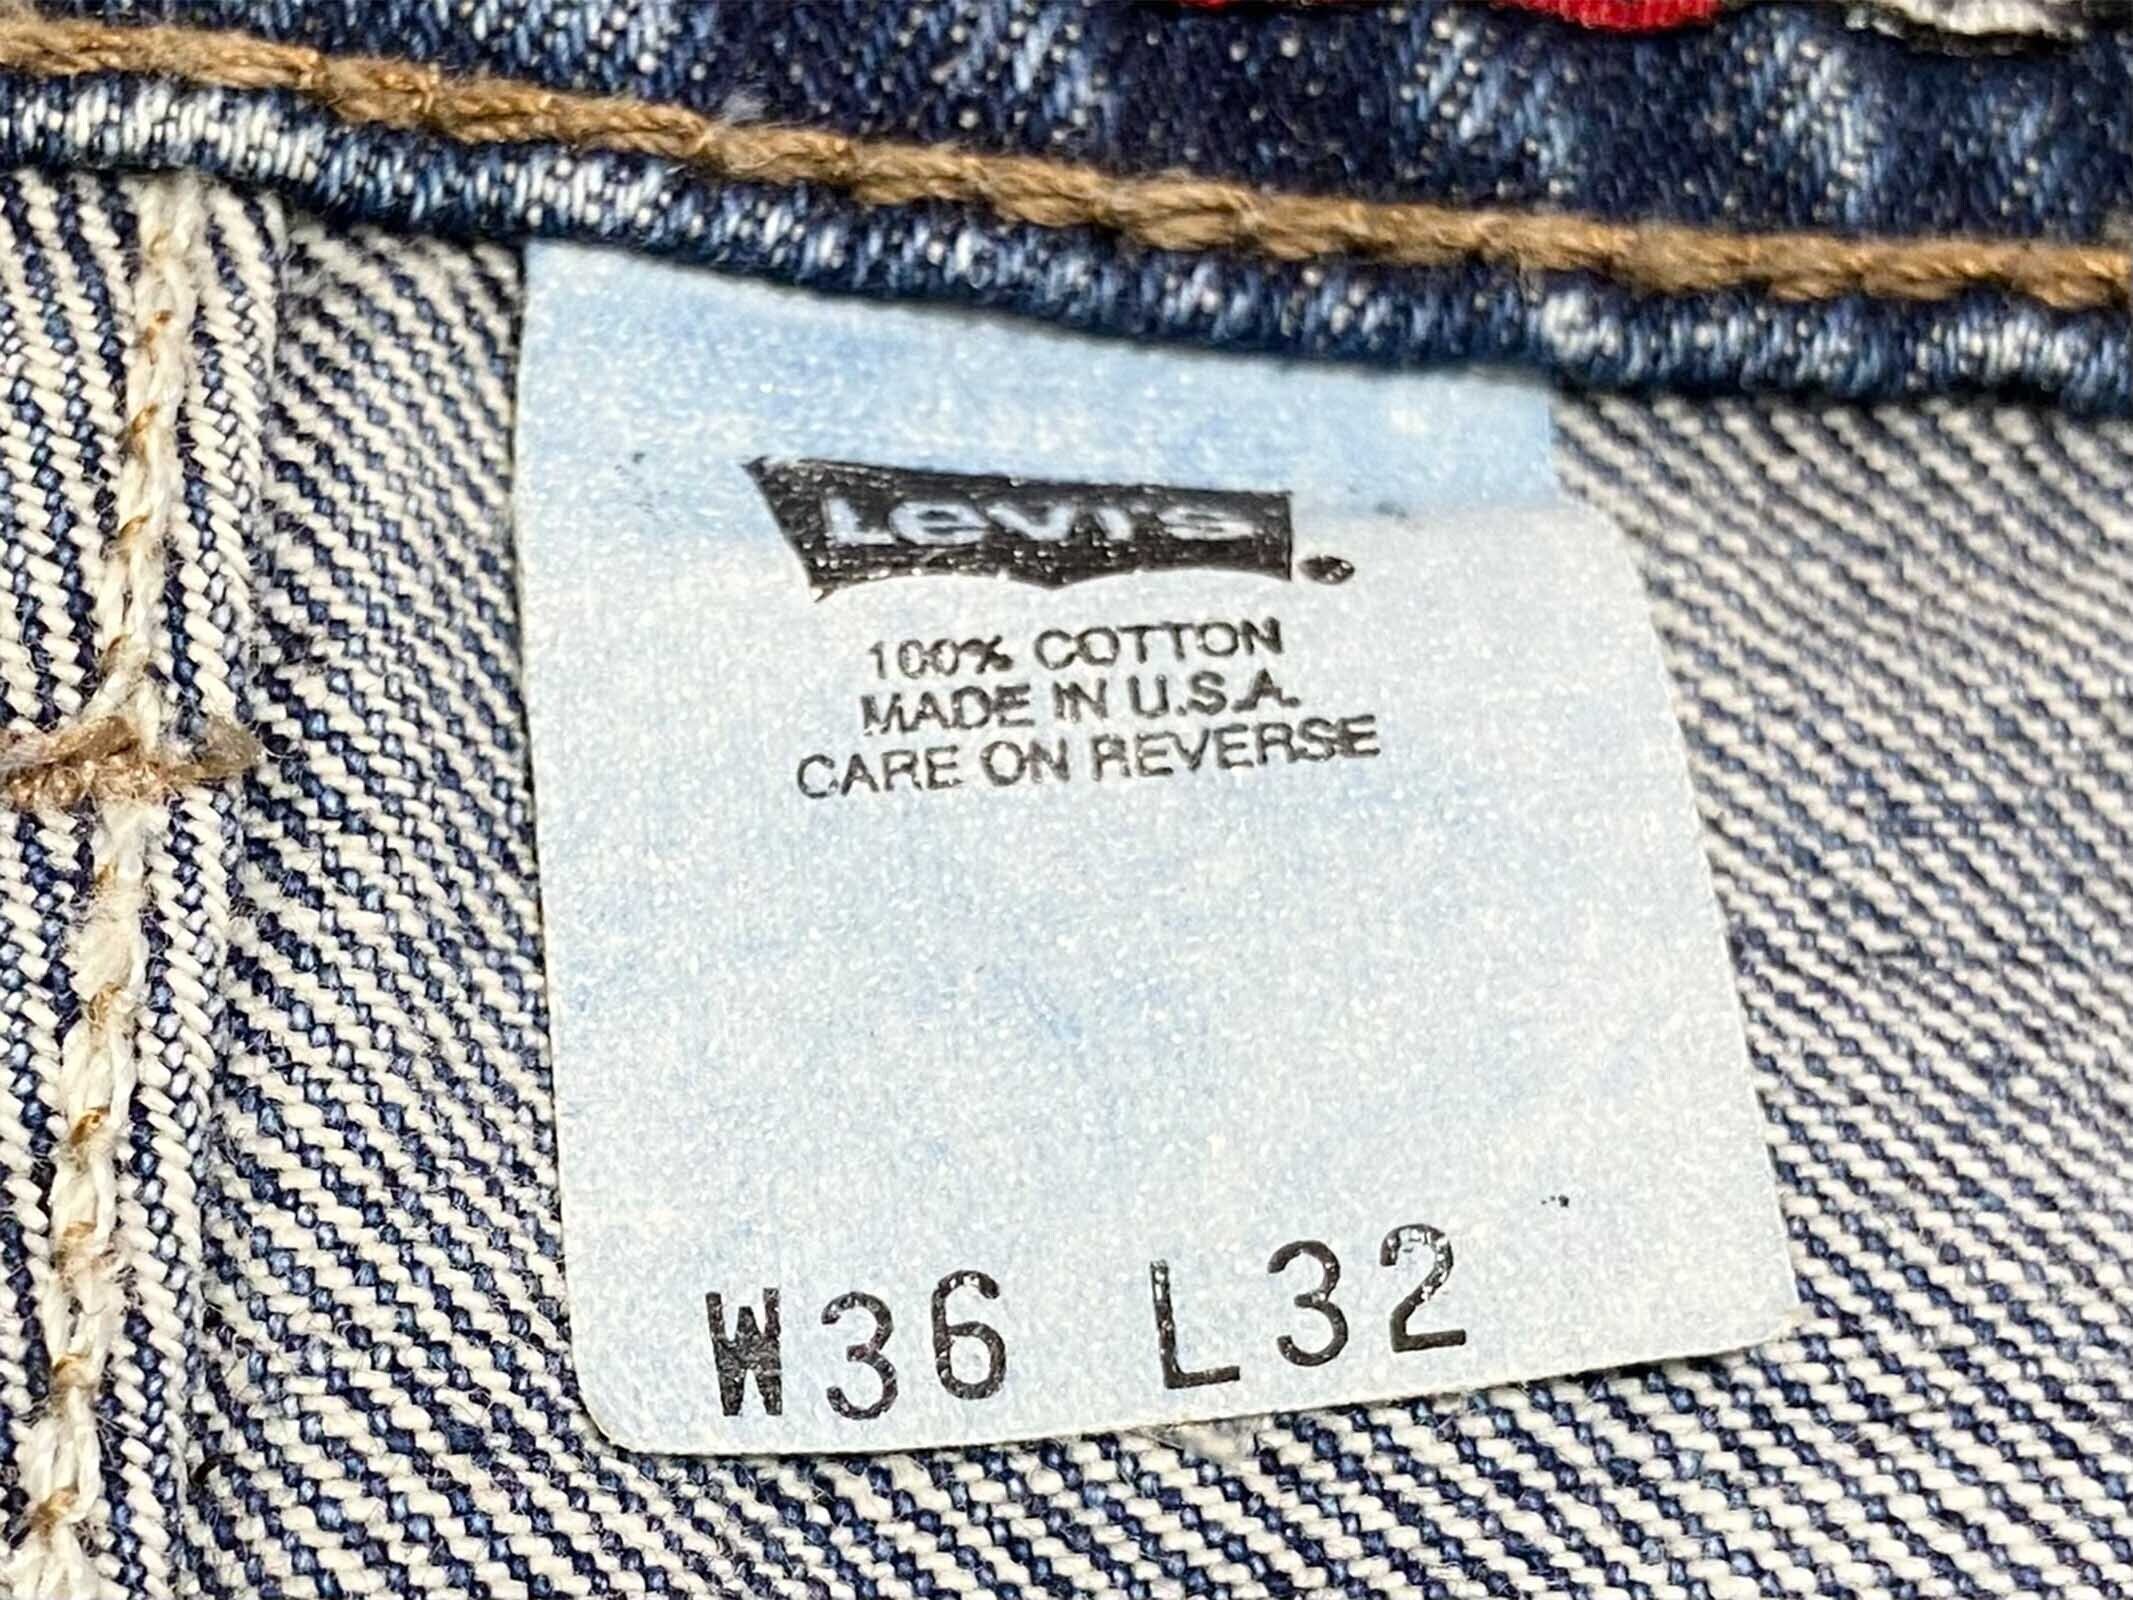 Levi's
100% COTTON
MADE IN U.S.A.
CARE ON REVERSE
W36 L32